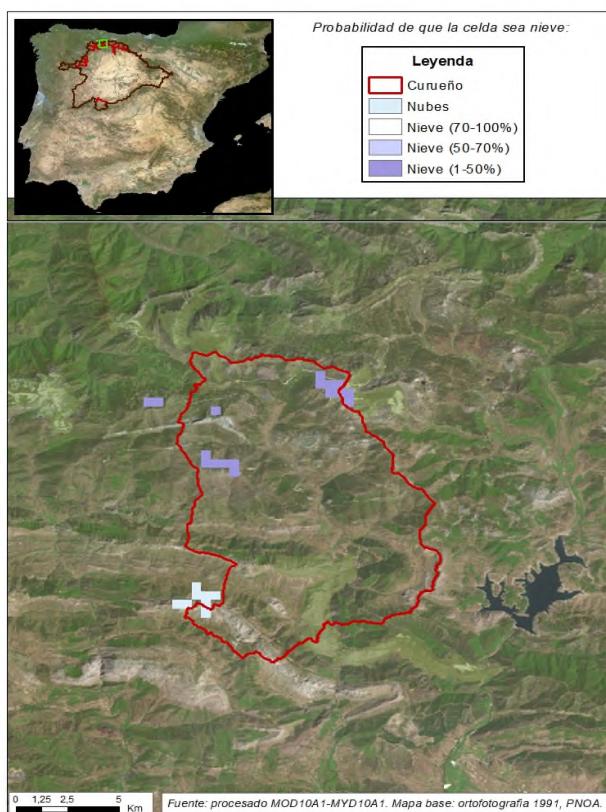 Probabilidad de que la celda sea nieve:
Leyenda
Curueño
Nubes
Nieve (70-100%)
Nieve (50-70%)
Nieve (1-50%)
0 1,25 2,5 5
Km
Fuente: procesado MOD10A1-MYD10A1. Mapa base: ortofotografia 1991, PNOA